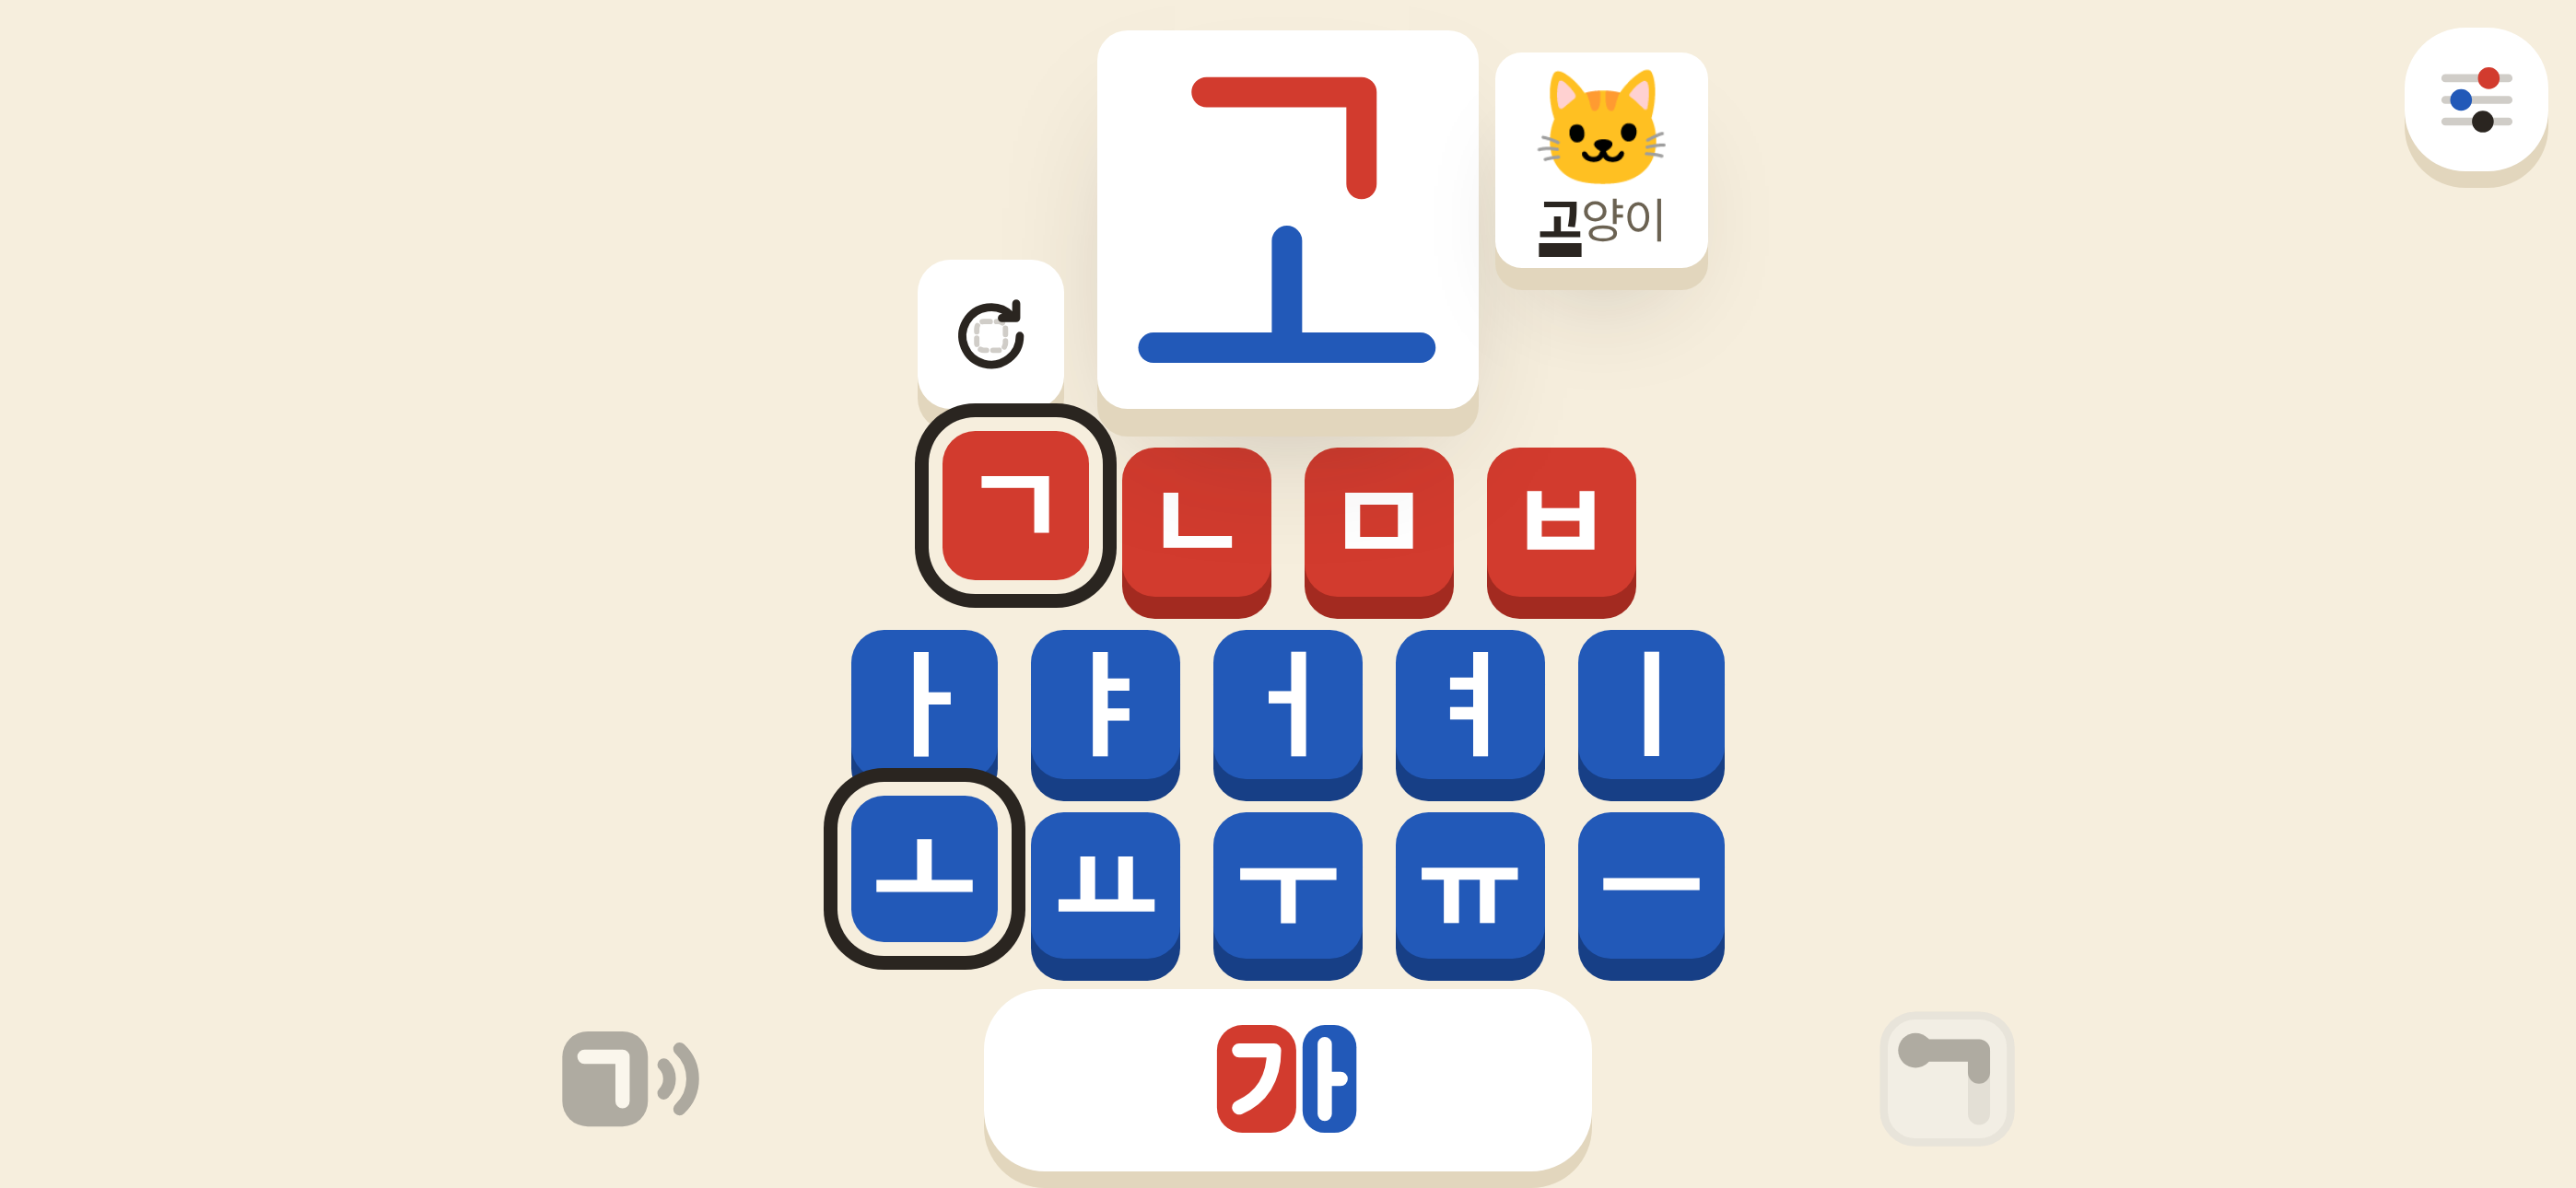 고
고양이
ㄱ ㄴ ㅁ ㅂ
ㅏ ㅑ ㅓ ㅕ ㅣ
ㅗ ㅛ ㅜ ㅠ ㅡ
ㄱ 가 ㄱ